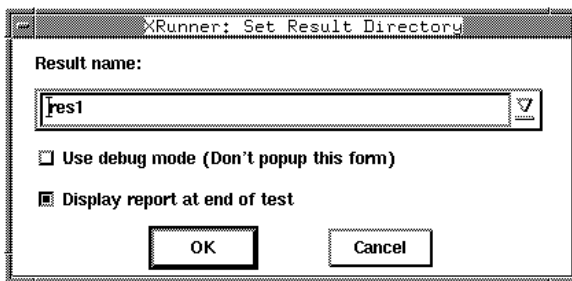 XRunner: Set Result Directory
Result name:
res1
Use debug mode (Don't popup this form)
Display report at end of test
OK
Cancel